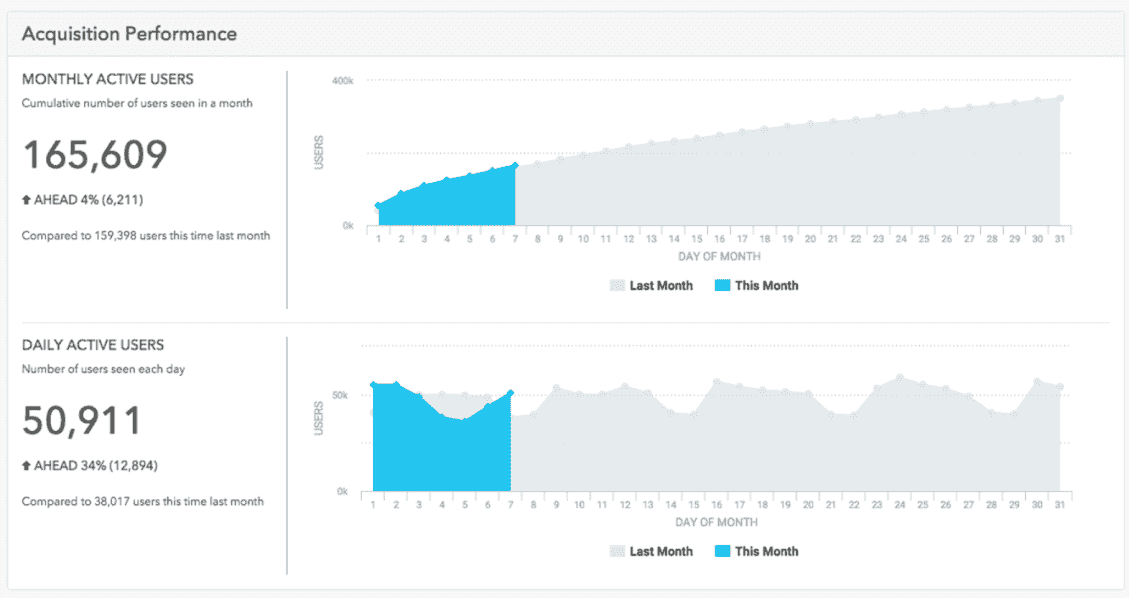 Acquisition Performance
MONTHLY ACTIVE USERS
Cumulative number of users seen in a month
165,609
AHEAD 4% (6,211)
Compared to 159,398 users this time last month
400k
USERS
0k
1 2 3 4 5 6 7 8 9 10 11 12 13 14 15 16 17 18 19 20 21 22 23 24 25 26 27 28 29 30 31
DAY OF MONTH
Last Month This Month
DAILY ACTIVE USERS
Number of users seen each day
50,911
AHEAD 34% (12,894)
Compared to 38,017 users this time last month
50k
USERS
0k
1 2 3 4 5 6 7 8 9 10 11 12 13 14 15 16 17 18 19 20 21 22 23 24 25 26 27 28 29 30 31
DAY OF MONTH
Last Month This Month